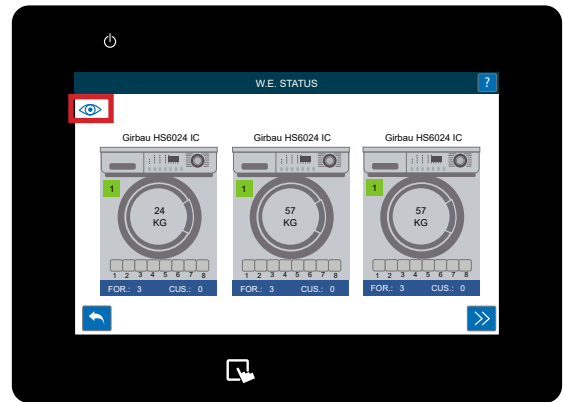 W.E. STATUS ?
Girbau HS6024 IC Girbau HS6024 IC Girbau HS6024 IC
1 1 1
24 57 57
KG KG KG
1 2 3 4 5 6 7 8 1 2 3 4 5 6 7 8 1 2 3 4 5 6 7 8
FOR.: 3 CUS.: 0 FOR.: 3 CUS.: 0 FOR.: 3 CUS.: 0